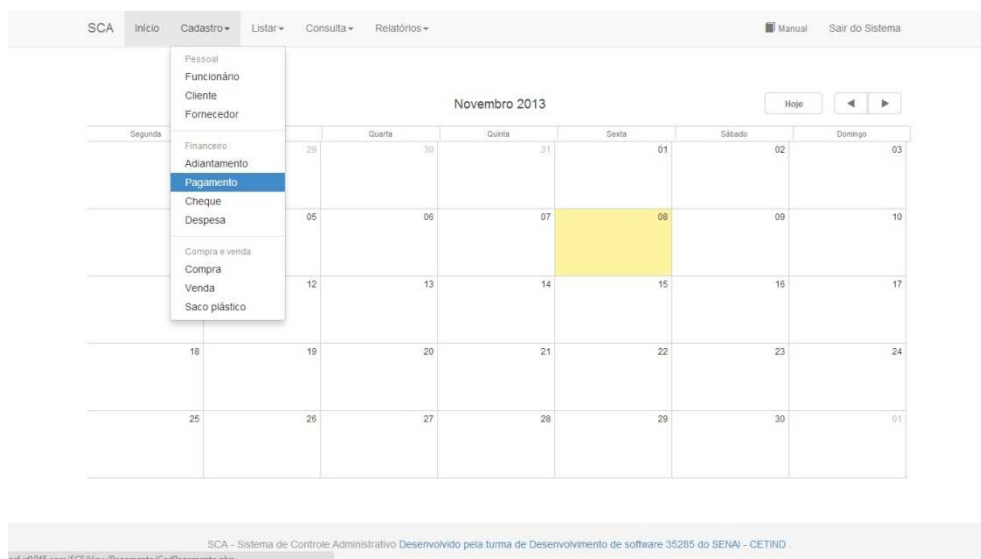 SCA Início Cadastro Listar Consulta Relatórios Manual Sair do Sistema
Pessoal
Funcionário
Cliente
Fornecedor
Financeiro
Adiantamento
Pagamento
Cheque
Despesa
Compra e venda
Compra
Venda
Saco plástico
Novembro 2013
Hoje
Segunda Quarta Quinta Sexta Sábado Domingo
29 30 31 01 02 03
05 06 07 08 09 10
12 13 14 15 16 17
18 19 20 21 22 23 24
25 26 27 28 29 30 01
SCA - Sistema de Controle Administrativo Desenvolvido pela turma de Desenvolvimento de software 35285 do SENAI - CETIND